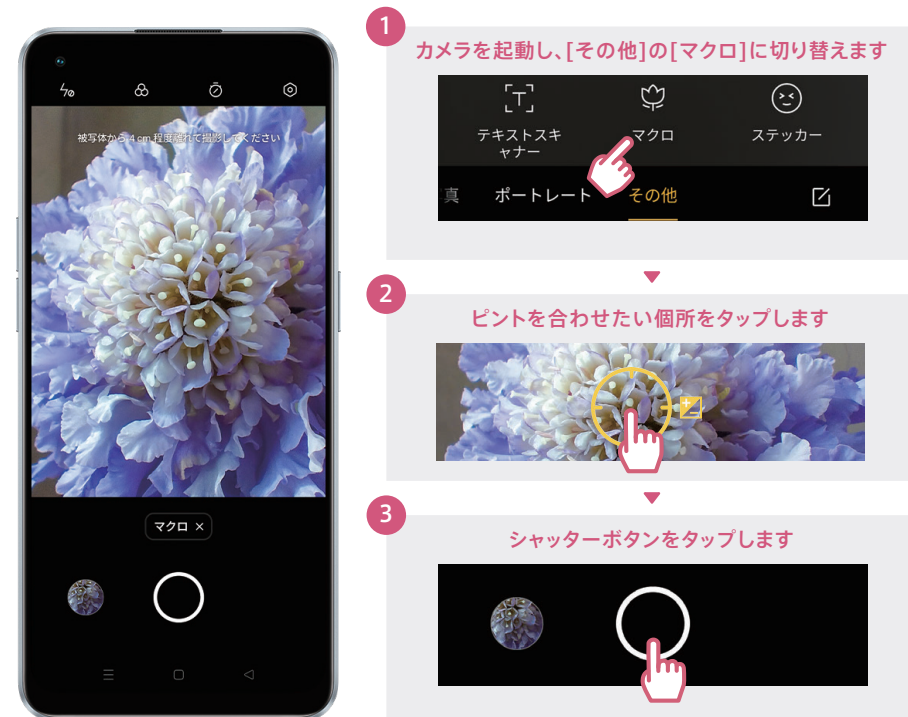 被写体から 4 cm 程度離れて撮影してください
マクロ ×
1
カメラを起動し、[その他]の[マクロ]に切り替えます
テキストスキ
ャナー
マクロ
ステッカー
真
ポートレート
その他
2
ピントを合わせたい個所をタップします
3
シャッターボタンをタップします